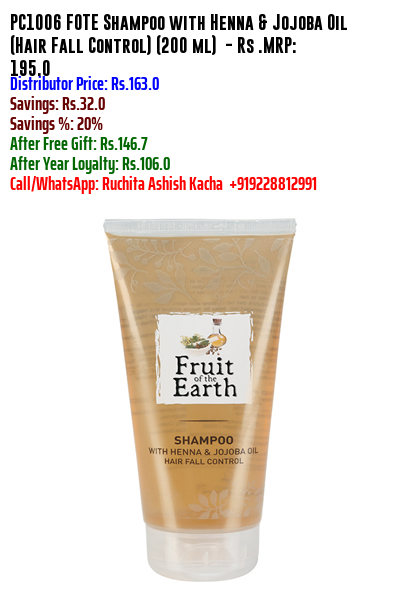 PC1006 FOTE Shampoo with Henna & Jojoba Oil
(Hair Fall Control) (200 ml) - Rs .MRP:
195.0
Distributor Price: Rs.163.0
Savings: Rs.32.0
Savings %: 20%
After Free Gift: Rs.146.7
After Year Loyalty: Rs.106.0
Call/WhatsApp: Ruchita Ashish Kacha +919228812991
Fruit
of the
Earth
SHAMPOO
WITH HENNA & JOJOBA OIL
HAIR FALL CONTROL